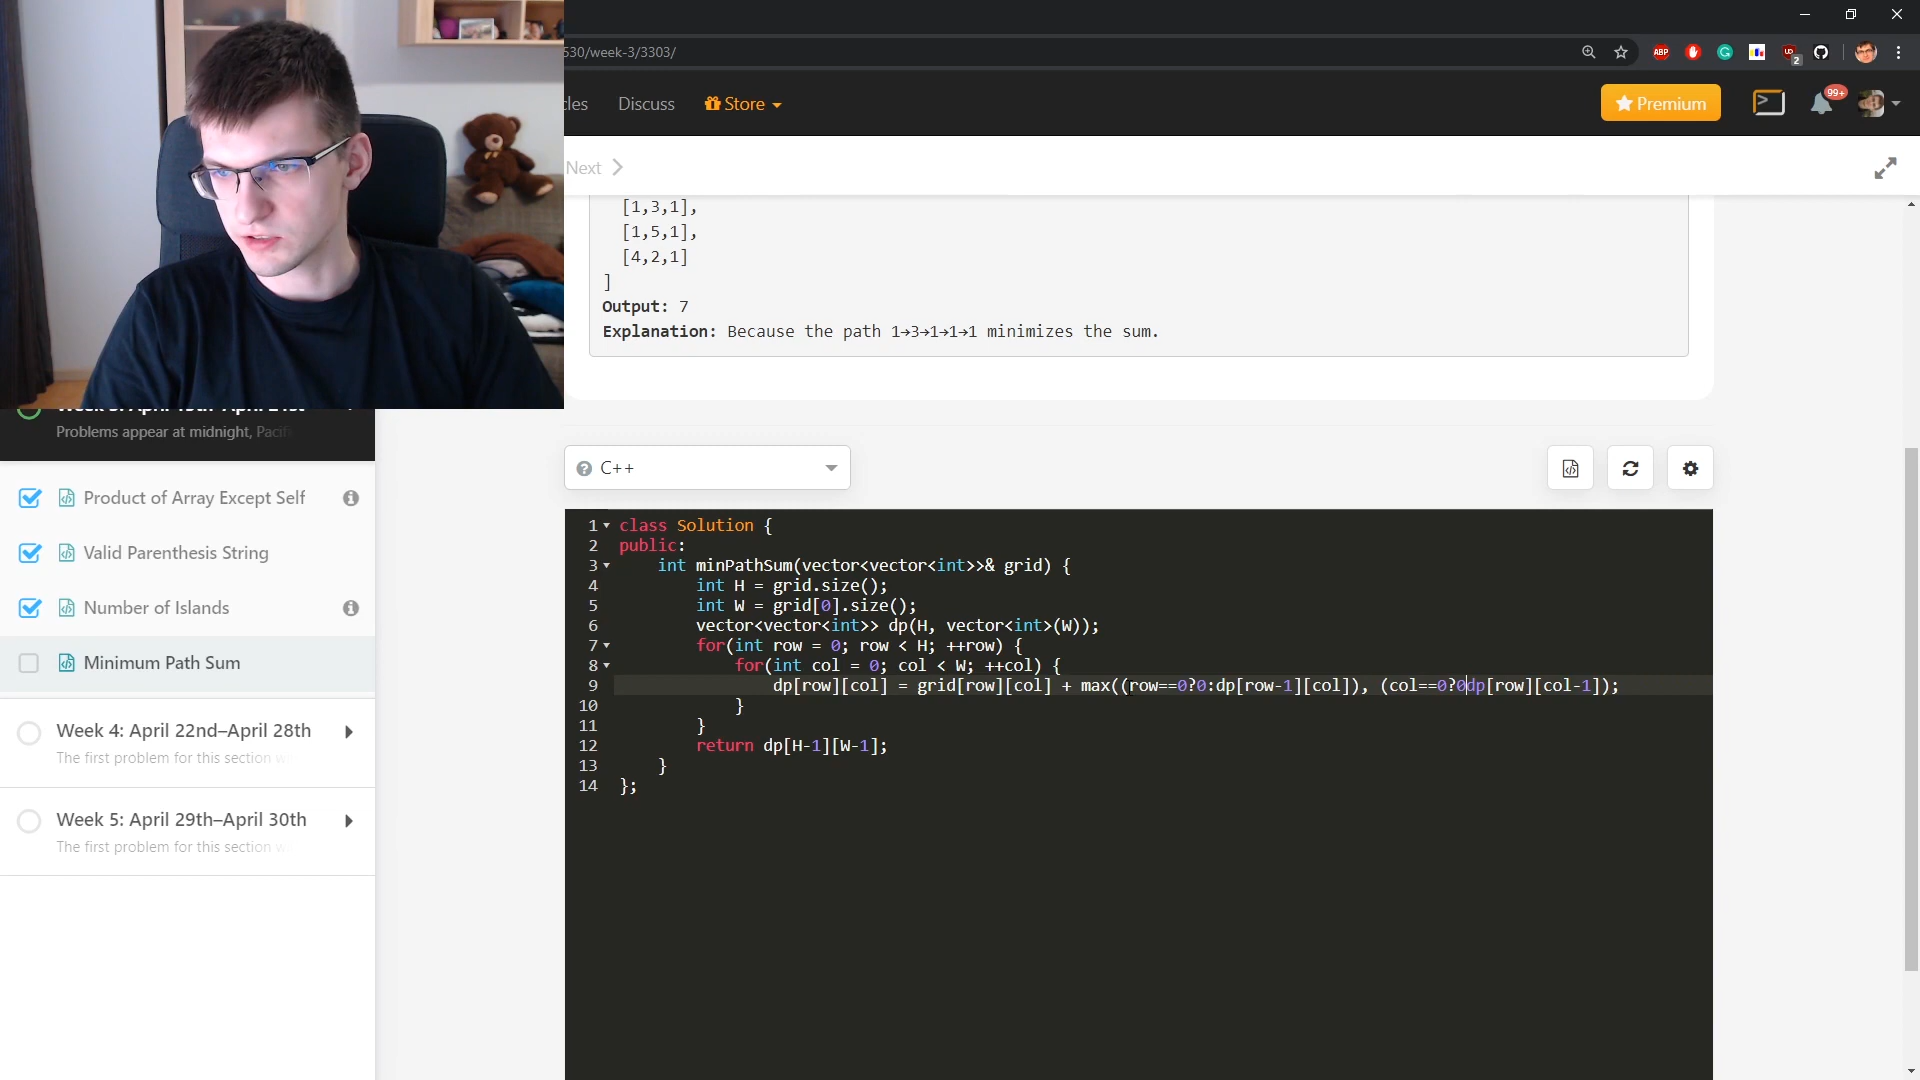 530/week-3/3303/
ABP
UD
2
cles
Discuss
Store
Premium
99+
Next
[1,3,1],
[1,5,1],
[4,2,1]
]
Output: 7
Explanation: Because the path 1→3→1→1→1 minimizes the sum.
Problems appear at midnight, Pacifi
C++
Product of Array Except Self
Valid Parenthesis String
Number of Islands
Minimum Path Sum
Week 4: April 22nd–April 28th
The first problem for this section w
Week 5: April 29th–April 30th
The first problem for this section w
1 class Solution {
2 public:
3 int minPathSum(vector<vector<int>>& grid) {
4 int H = grid.size();
5 int W = grid[0].size();
6 vector<vector<int>> dp(H, vector<int>(W));
7 for(int row = 0; row < H; ++row) {
8 for(int col = 0; col < W; ++col) {
9 dp[row][col] = grid[row][col] + max((row==0?0:dp[row-1][col]), (col==0?0dp[row][col-1]);
10 }
11 }
12 return dp[H-1][W-1];
13 }
14 };